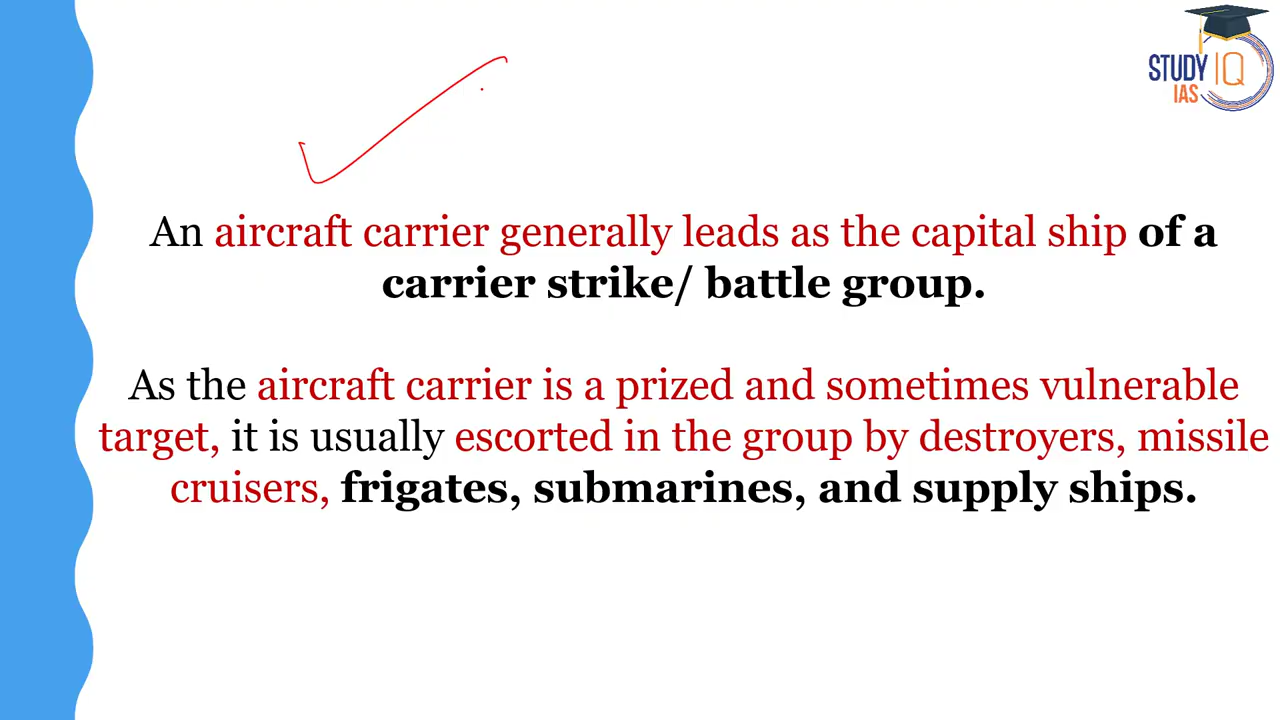 STUDY IQ
IAS
An aircraft carrier generally leads as the capital ship of a
carrier strike/ battle group.
As the aircraft carrier is a prized and sometimes vulnerable
target, it is usually escorted in the group by destroyers, missile
cruisers, frigates, submarines, and supply ships.